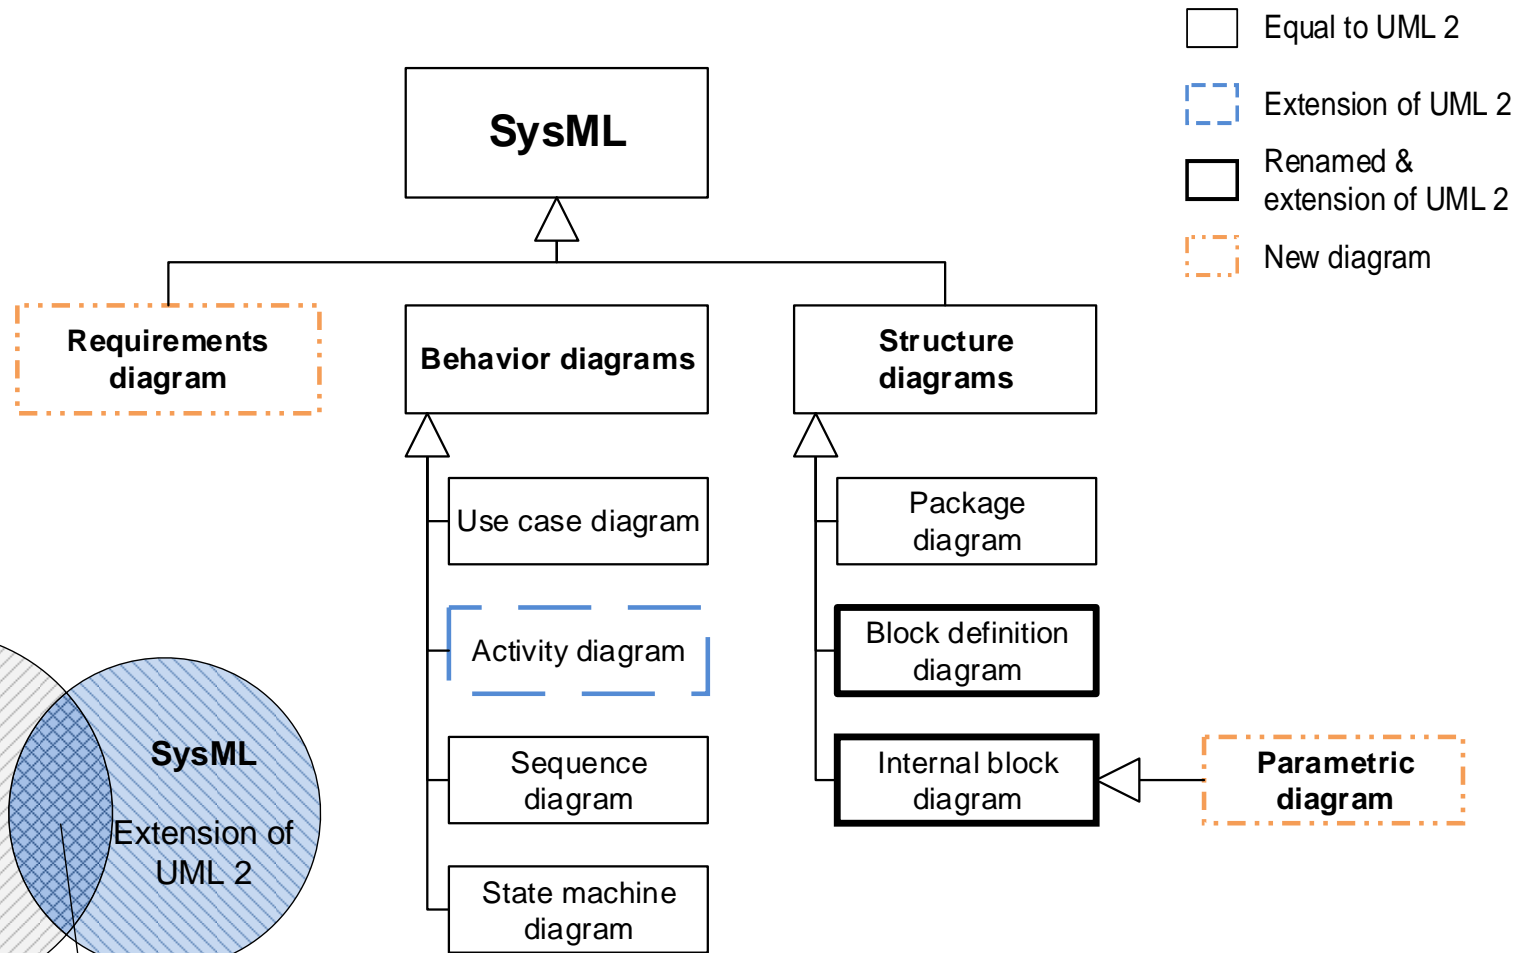 Equal to UML 2
Extension of UML 2
Renamed &
extension of UML 2
New diagram
SysML
Requirements
diagram
Behavior diagrams
Structure
diagrams
Use case diagram
Activity diagram
Sequence
diagram
State machine
diagram
Package
diagram
Block definition
diagram
Internal block
diagram
Parametric
diagram
SysML
Extension of
UML 2